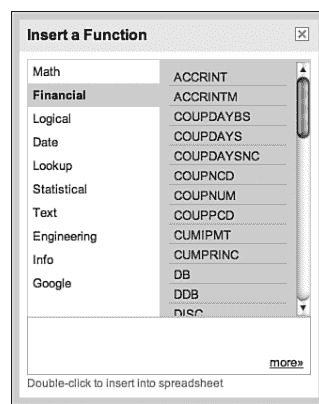 Insert a Function
Math
Financial
Logical
Date
Lookup
Statistical
Text
Engineering
Info
Google
ACCRINT
ACCRINTM
COUPDAYBS
COUPDAYS
COUPDAYSNC
COUPNCD
COUPNUM
COUPPCD
CUMIPMT
CUMPRINC
DB
DDB
DISC
more»
Double-click to insert into spreadsheet